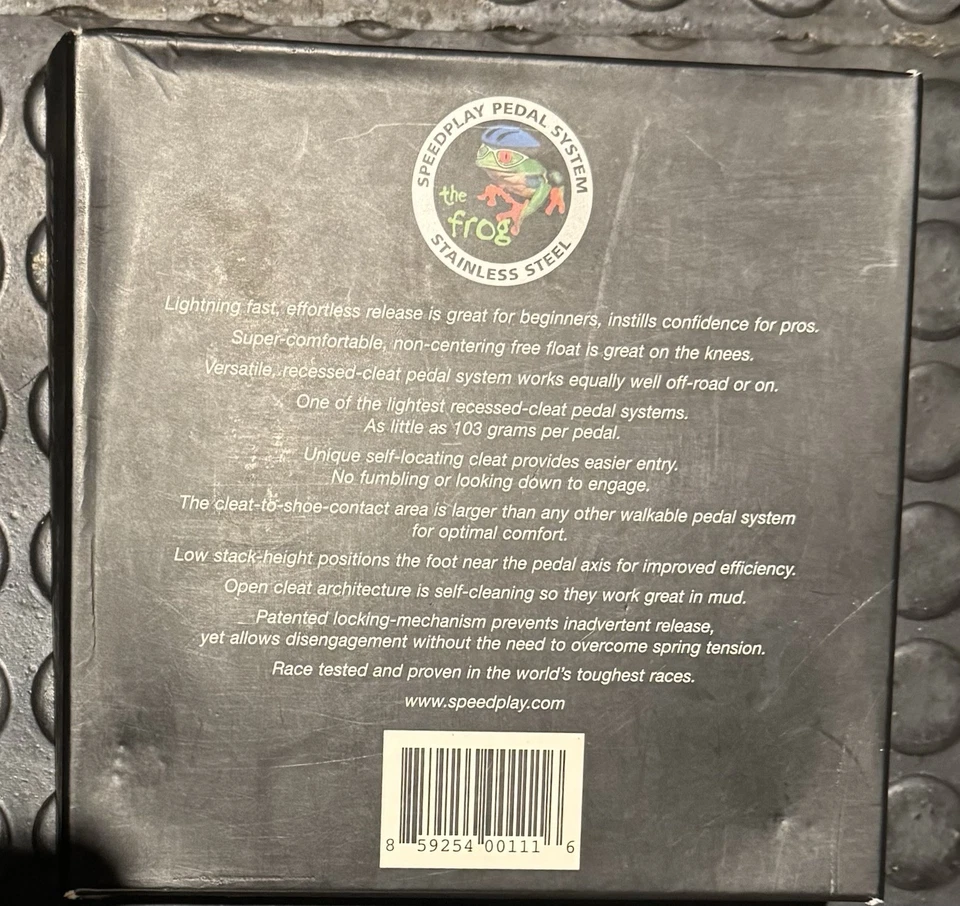 SPEEDPLAY PEDAL SYSTEM
the
frog
STAINLESS STEEL
Lightning fast, effortless release is great for beginners, instills confidence for pros.
Super-comfortable, non-centering free float is great on the knees.
Versatile, recessed-cleat pedal system works equally well off-road or on.
One of the lightest recessed-cleat pedal systems.
As little as 103 grams per pedal.
Unique self-locating cleat provides easier entry.
No fumbling or looking down to engage.
The cleat-to-shoe-contact area is larger than any other walkable pedal system
for optimal comfort.
Low stack-height positions the foot near the pedal axis for improved efficiency.
Open cleat architecture is self-cleaning so they work great in mud.
Patented locking-mechanism prevents inadvertent release,
yet allows disengagement without the need to overcome spring tension.
Race tested and proven in the world's toughest races.
www.speedplay.com
8 59254 00111 6